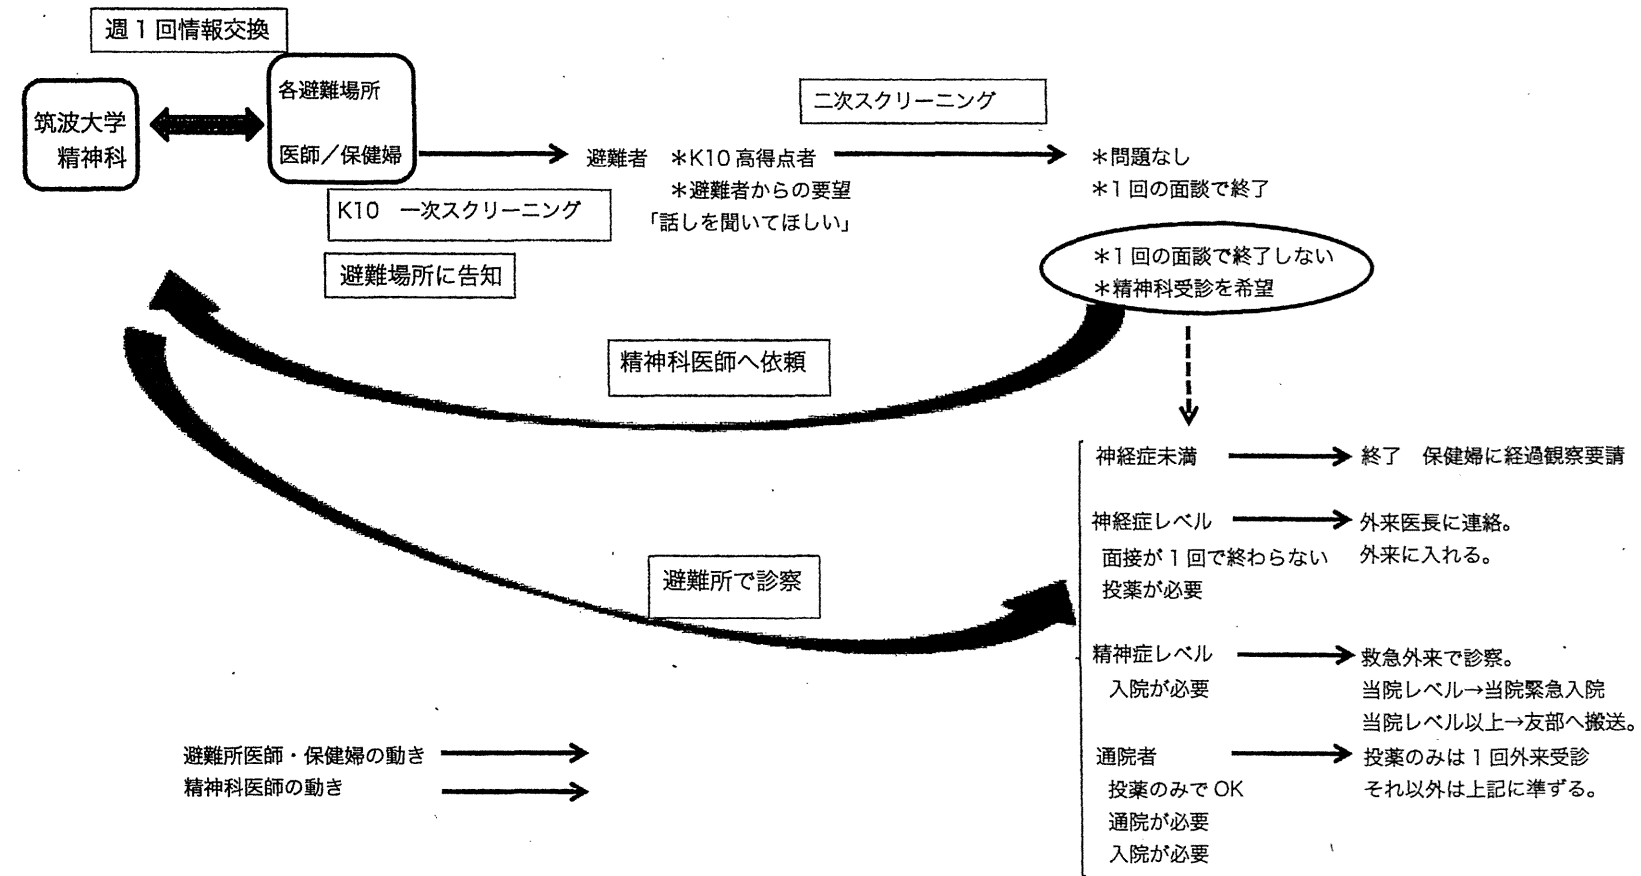 週1回情報交換
筑波大学
精神科
各避難場所
医師／保健婦
K10　一次スクリーニング
避難場所に告知
避難者　＊K10高得点者
＊避難者からの要望
「話しを聞いてほしい」
二次スクリーニング
＊問題なし
＊1回の面談で終了
＊1回の面談で終了しない
＊精神科受診を希望
精神科医師へ依頼
避難所で診察
神経症未満
終了　保健婦に経過観察要請
神経症レベル
外来医長に連絡。
面接が1回で終わらない
外来に入れる。
投薬が必要
精神症レベル
救急外来で診察。
入院が必要
当院レベル→当院緊急入院
当院レベル以上→友部へ搬送。
通院者
投薬のみは1回外来受診
投薬のみでOK
それ以外は上記に準ずる。
通院が必要
入院が必要
避難所医師・保健婦の動き
精神科医師の動き